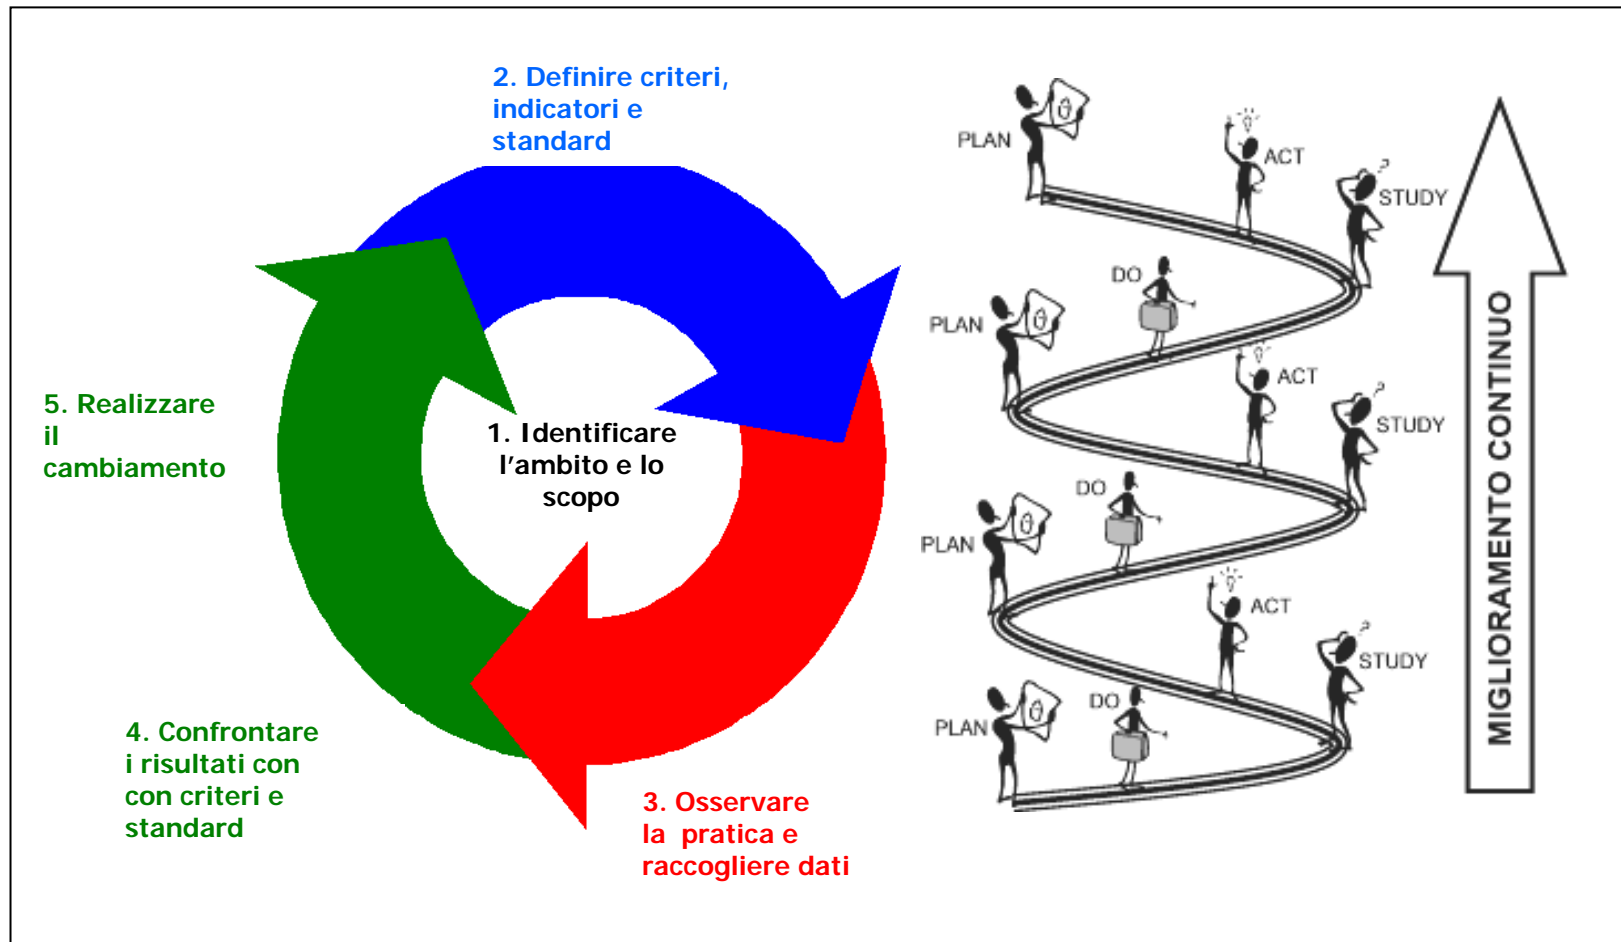 2. Definire criteri,
indicatori e
standard
1. Identificare
l'ambito e lo
scopo
5. Realizzare
il
cambiamento
4. Confrontare
i risultati con
con criteri e
standard
3. Osservare
la pratica e
raccogliere dati
PLAN
ACT
STUDY
DO
PLAN
ACT
STUDY
DO
PLAN
ACT
STUDY
DO
PLAN
MIGLIORAMENTO CONTINUO